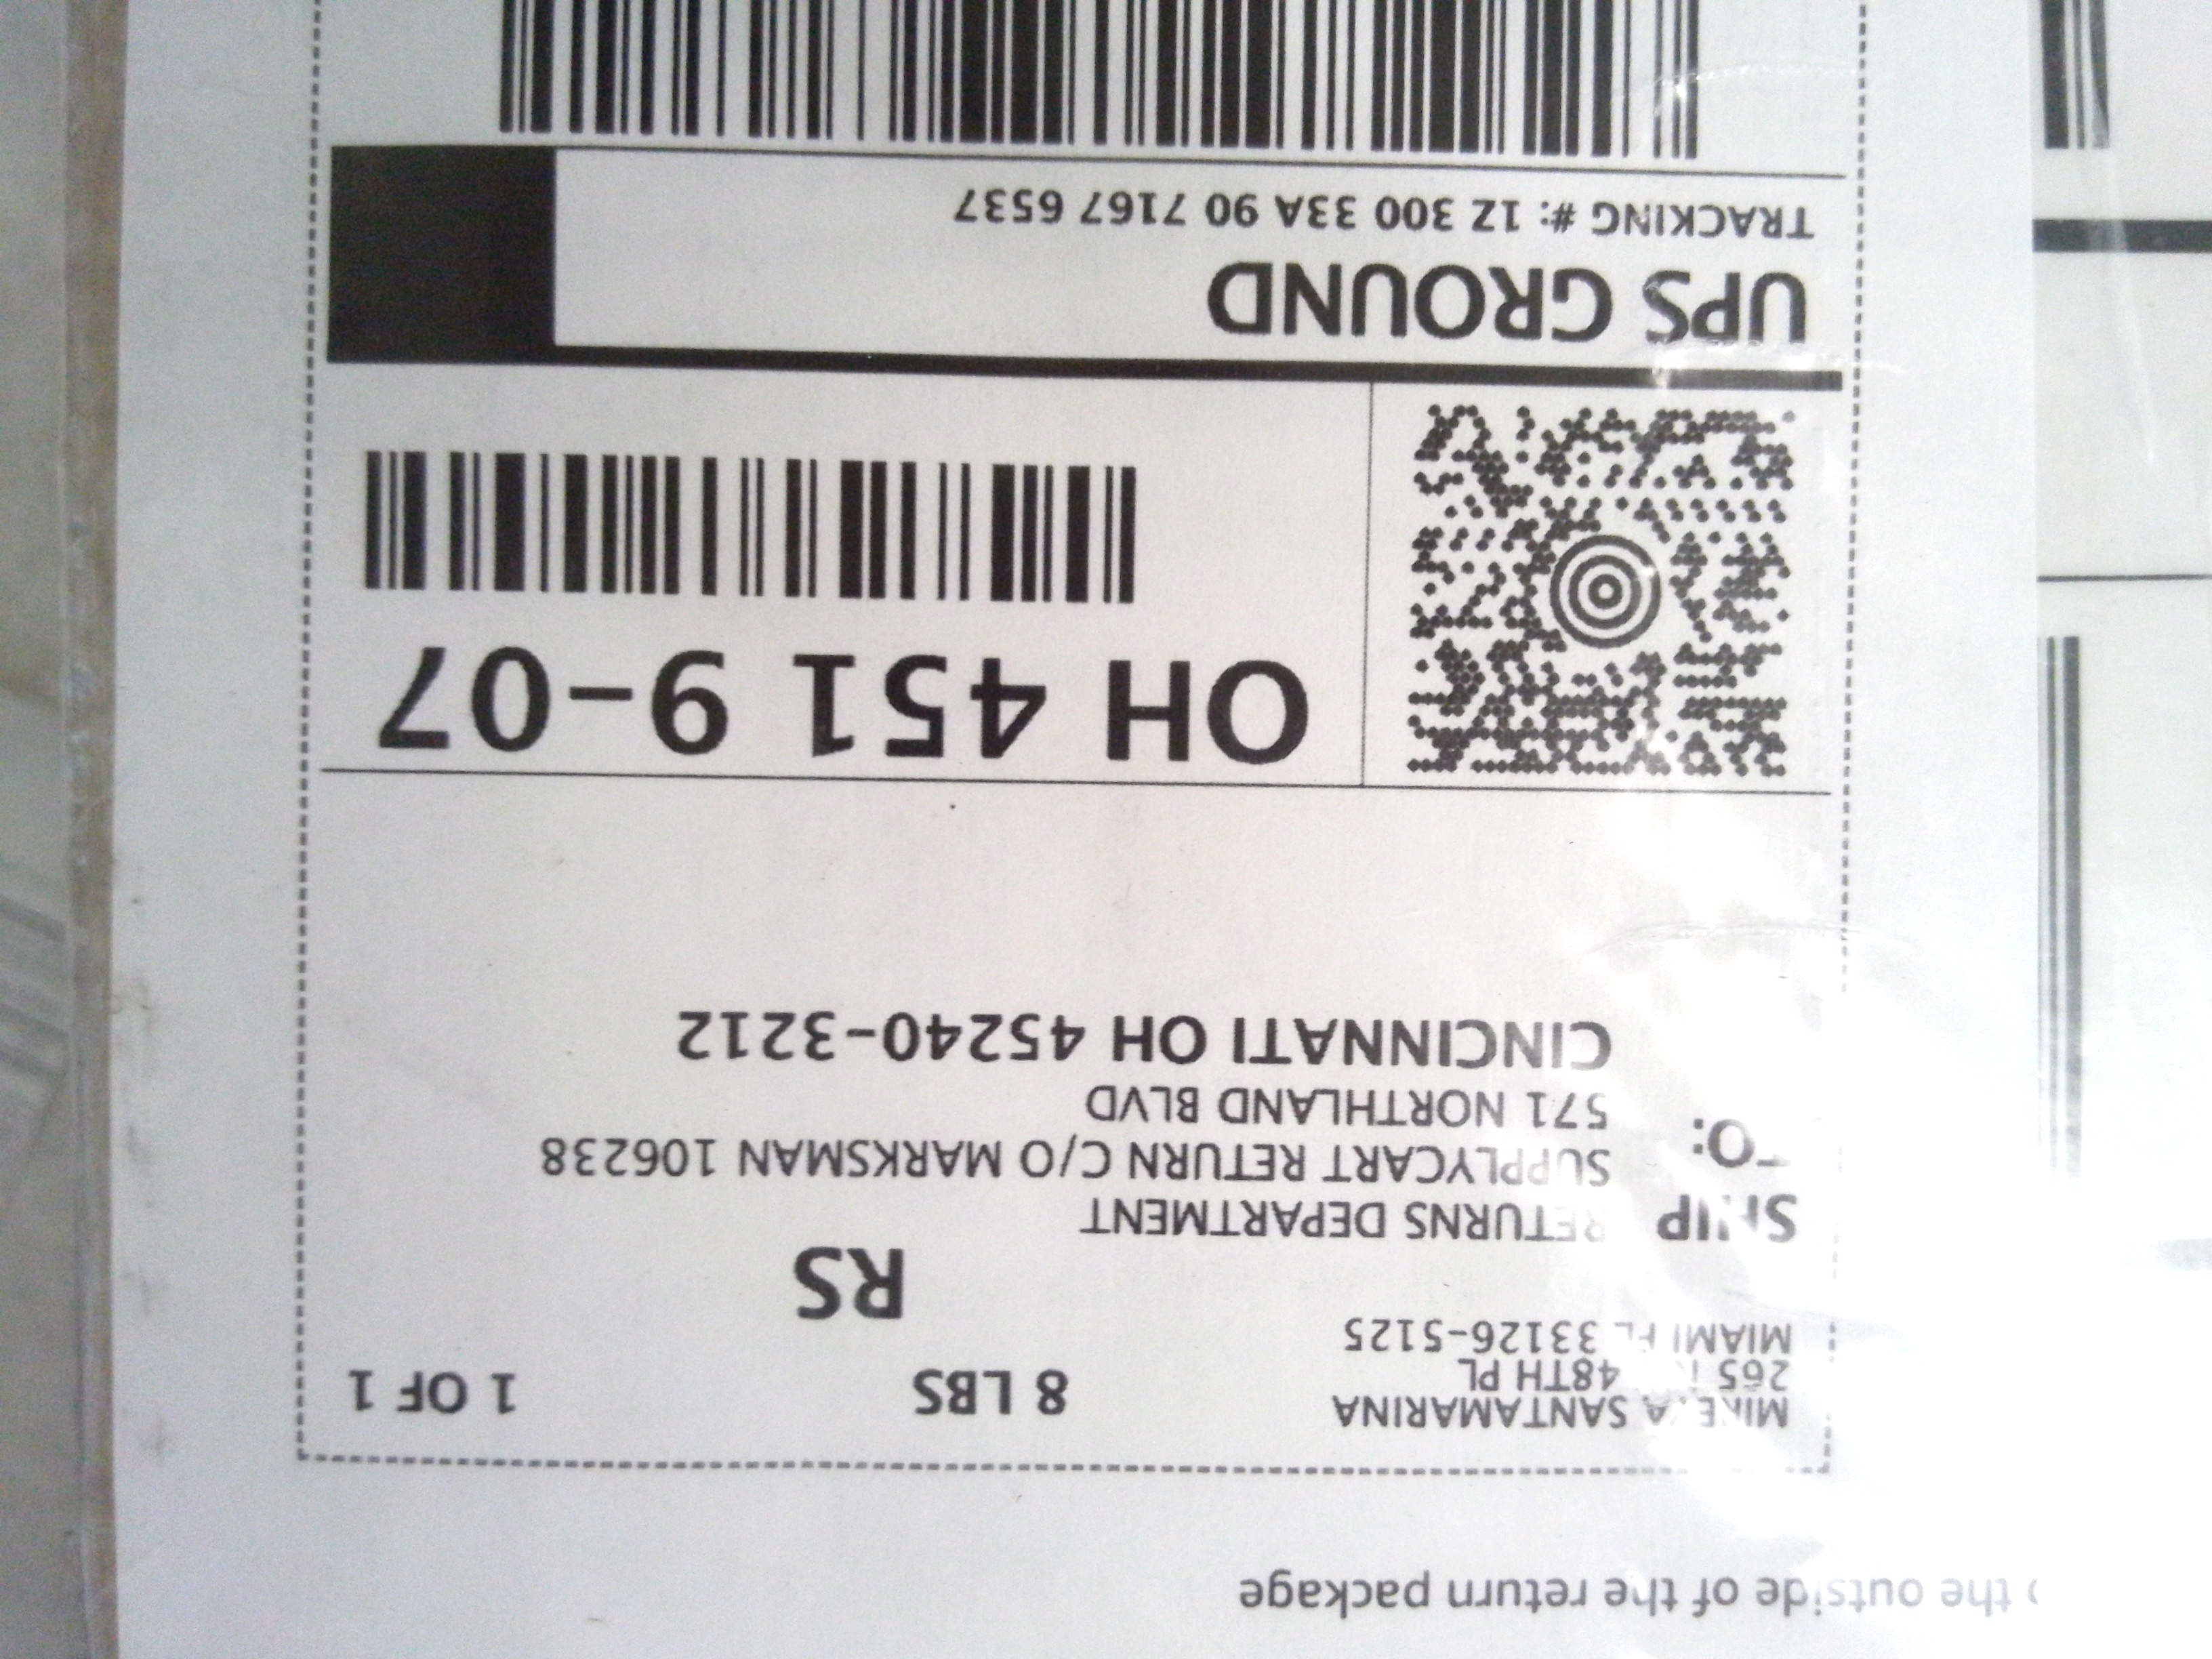 the outside of the return package
SANTAMARINA
265 48TH PL
MIAMI FL 33126-5125
8 LBS
1 OF 1
RS
SHIP TO:
RETURNS DEPARTMENT
SUPPLYCART RETURN C/O MARKSMAN 106238
571 NORTHLAND BLVD
CINCINNATI OH 45240-3212
OH 451 9-07
UPS GROUND
TRACKING #: 1Z 300 33A 90 7167 6537